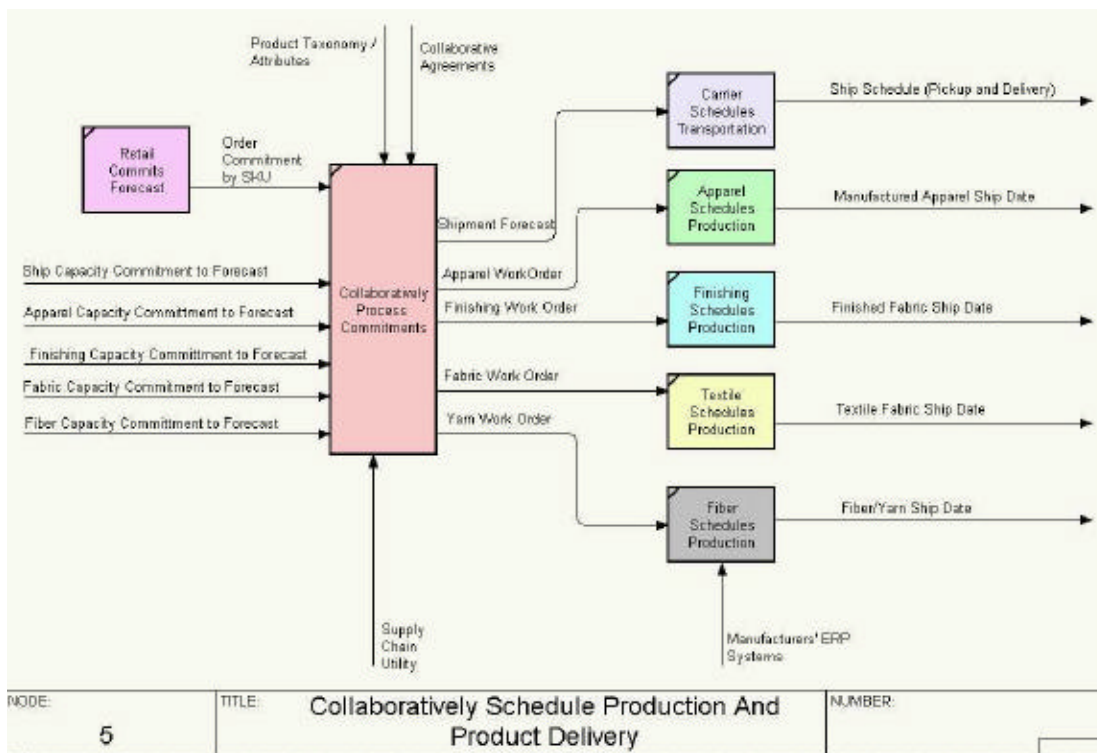 Product Taxonomy /
Attributes
Collaborative
Agreements
Retail
Commits
Forecast
Order
Commitment
by SKU
Carrier
Schedules
Transportation
Ship Schedule (Pickup and Delivery)
Apparel
Schedules
Production
Manufactured Apparel Ship Date
Shipment Forecast
Ship Capacity Commitment to Forecast
Apparel Capacity Committment to Forecast
Finishing Capacity Committment to Forecast
Fabric Capacity Commitment to Forecast
Fiber Capacity Committment to Forecast
Collaboratively
Process
Commitments
Apparel WorkOrder
Finishing Work Order
Fabric Work Order
Yarn Work Order
Finishing
Schedules
Production
Finished Fabric Ship Date
Textile
Schedules
Production
Textile Fabric Ship Date
Fiber
Schedules
Production
Fiber/Yarn Ship Date
Supply
Chain
Utility
Manufacturers' ERP
Systems
NODE:
5
TITLE:
Collaboratively Schedule Production And
Product Delivery
NUMBER: